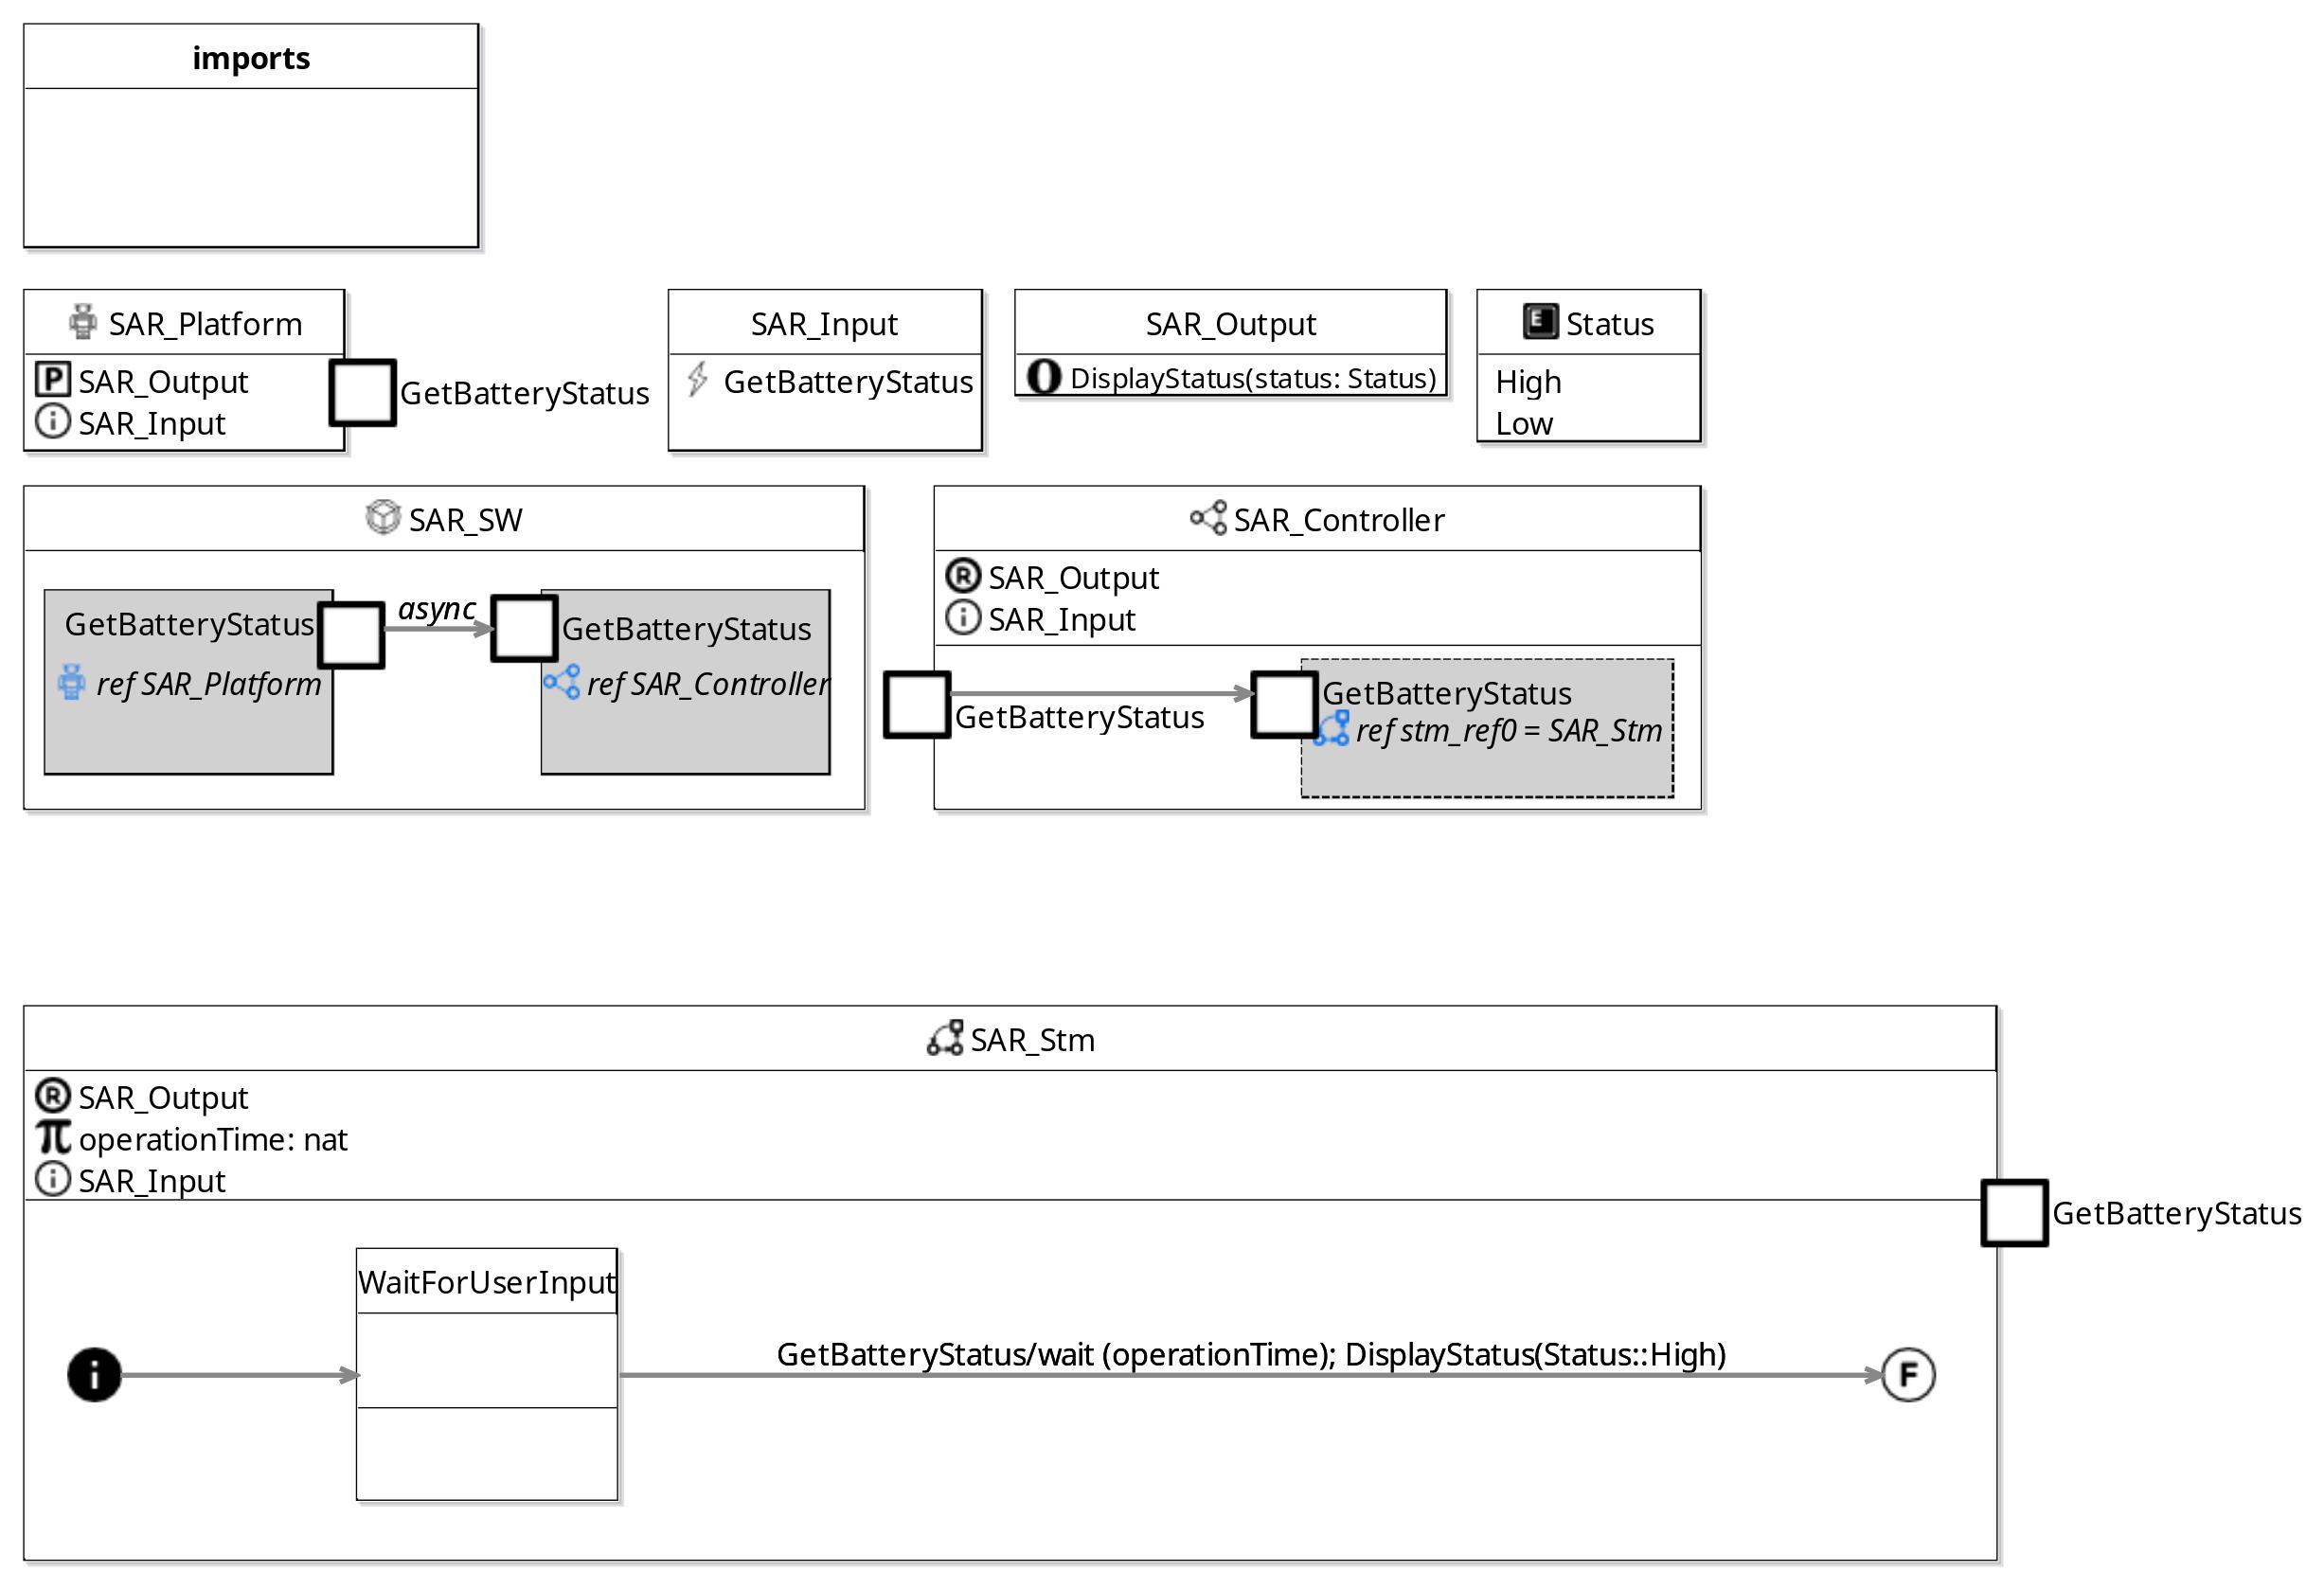 imports
SAR_Platform
P SAR_Output
i SAR_Input
GetBatteryStatus
SAR_Input
GetBatteryStatus
SAR_Output
O DisplayStatus(status: Status)
E Status
High
Low
SAR_SW
GetBatteryStatus
ref SAR_Platform
async
GetBatteryStatus
ref SAR_Controller
SAR_Controller
R SAR_Output
i SAR_Input
GetBatteryStatus
GetBatteryStatus
ref stm_ref0 = SAR_Stm
SAR_Stm
R SAR_Output
π operationTime: nat
i SAR_Input
GetBatteryStatus
WaitForUserInput
i
GetBatteryStatus/wait (operationTime); DisplayStatus(Status::High)
F